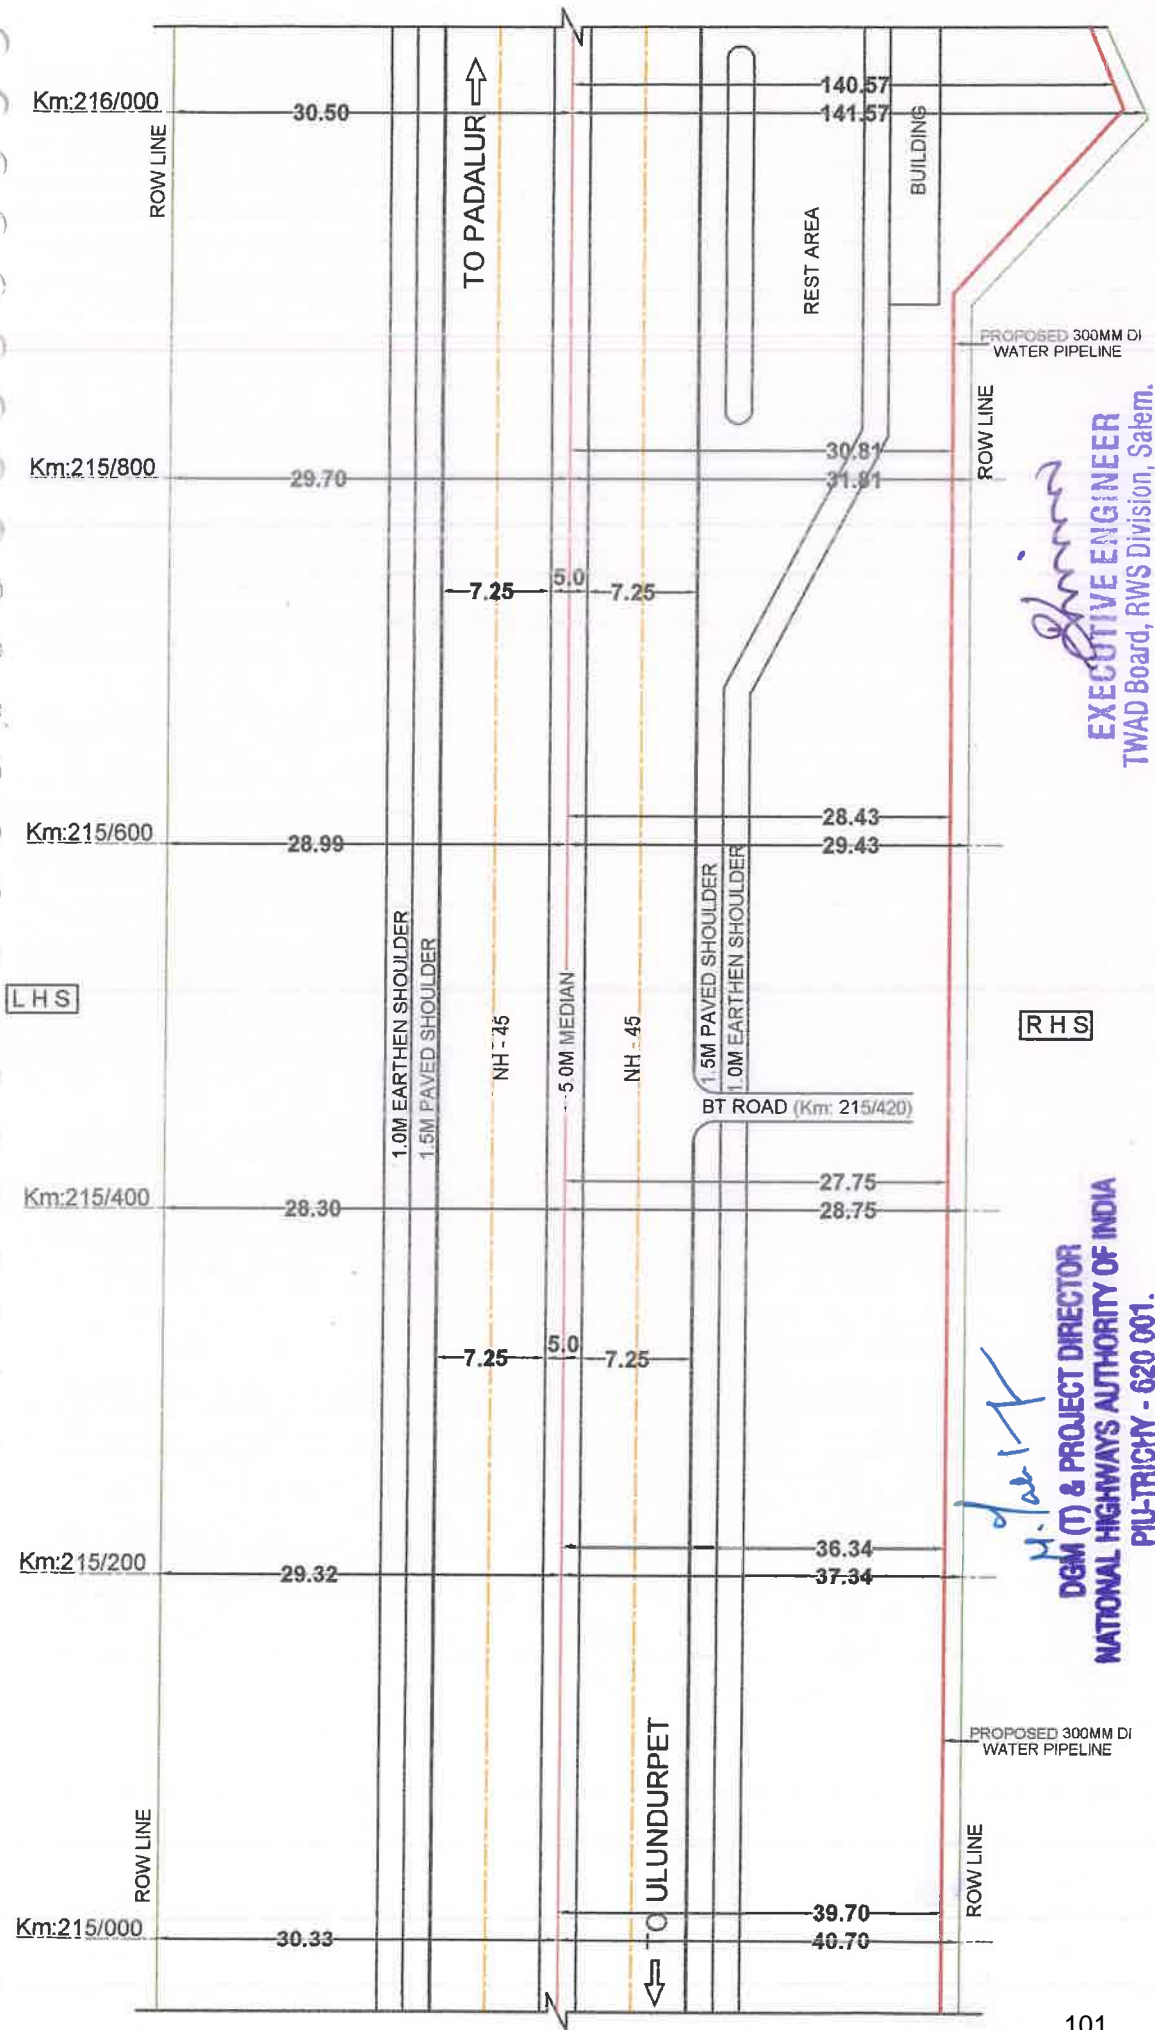 Km:216/000
30.50
140.57
141.57
ROW LINE
TO PADALUR
BUILDING
REST AREA
PROPOSED 300MM DI
WATER PIPELINE
ROW LINE
Km:215/800
29.70
30.81
31.81
7.25
5.0
7.25
EXECUTIVE ENGINEER
TWAD Board, RWS Division, Salem.
Km:215/600
28.99
28.43
29.43
1.0M EARTHEN SHOULDER
1.5M PAVED SHOULDER
NH - 45
5.0M MEDIAN
NH - 45
1.5M PAVED SHOULDER
1.0M EARTHEN SHOULDER
LHS
RHS
BT ROAD (Km: 215/420)
Km:215/400
28.30
27.75
28.75
7.25
5.0
7.25
DGM (T) & PROJECT DIRECTOR
NATIONAL HIGHWAYS AUTHORITY OF INDIA
PIU-TRICHY - 620 001.
Km:215/200
29.32
36.34
37.34
PROPOSED 300MM DI
WATER PIPELINE
TO ULUNDURPET
ROW LINE
ROW LINE
Km:215/000
30.33
39.70
40.70
101